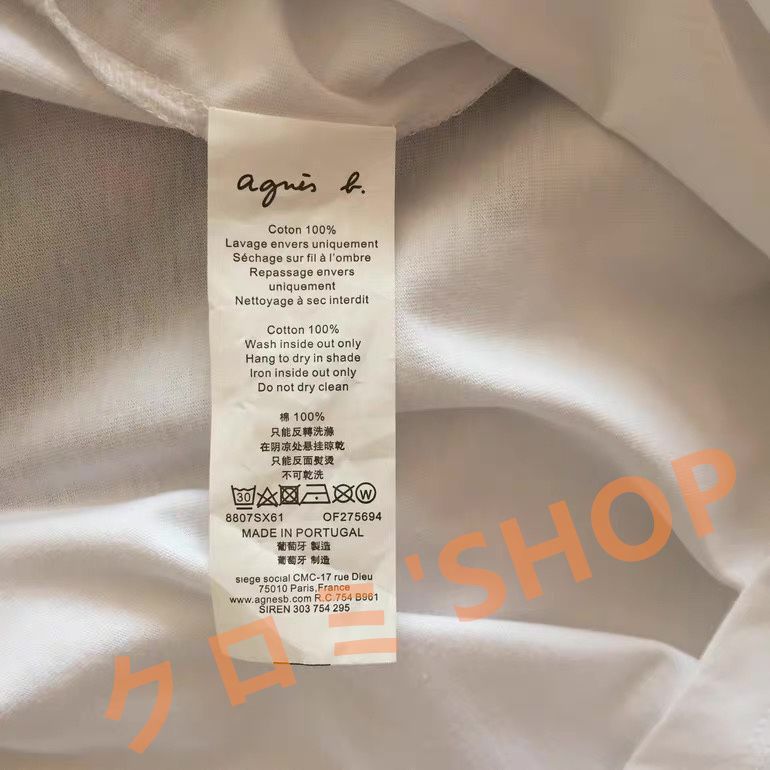 agnès b.
Coton 100%
Lavage envers uniquement
Séchage sur fil à l'ombre
Repassage envers
uniquement
Nettoyage à sec interdit
Cotton 100%
Wash inside out only
Hang to dry in shade
Iron inside out only
Do not dry clean
棉 100%
只能反轉洗滌
在阴凉处悬挂晾乾
只能反面熨烫
不可乾洗
30 W
8807SX61 OF275694
MADE IN PORTUGAL
葡萄牙 製造
葡萄牙 制造
siege social CMC-17 rue Dieu
75010 Paris,France
www.agnesb.com R.C.754 B961
SIREN 303 754 295
クロミ'SHOP